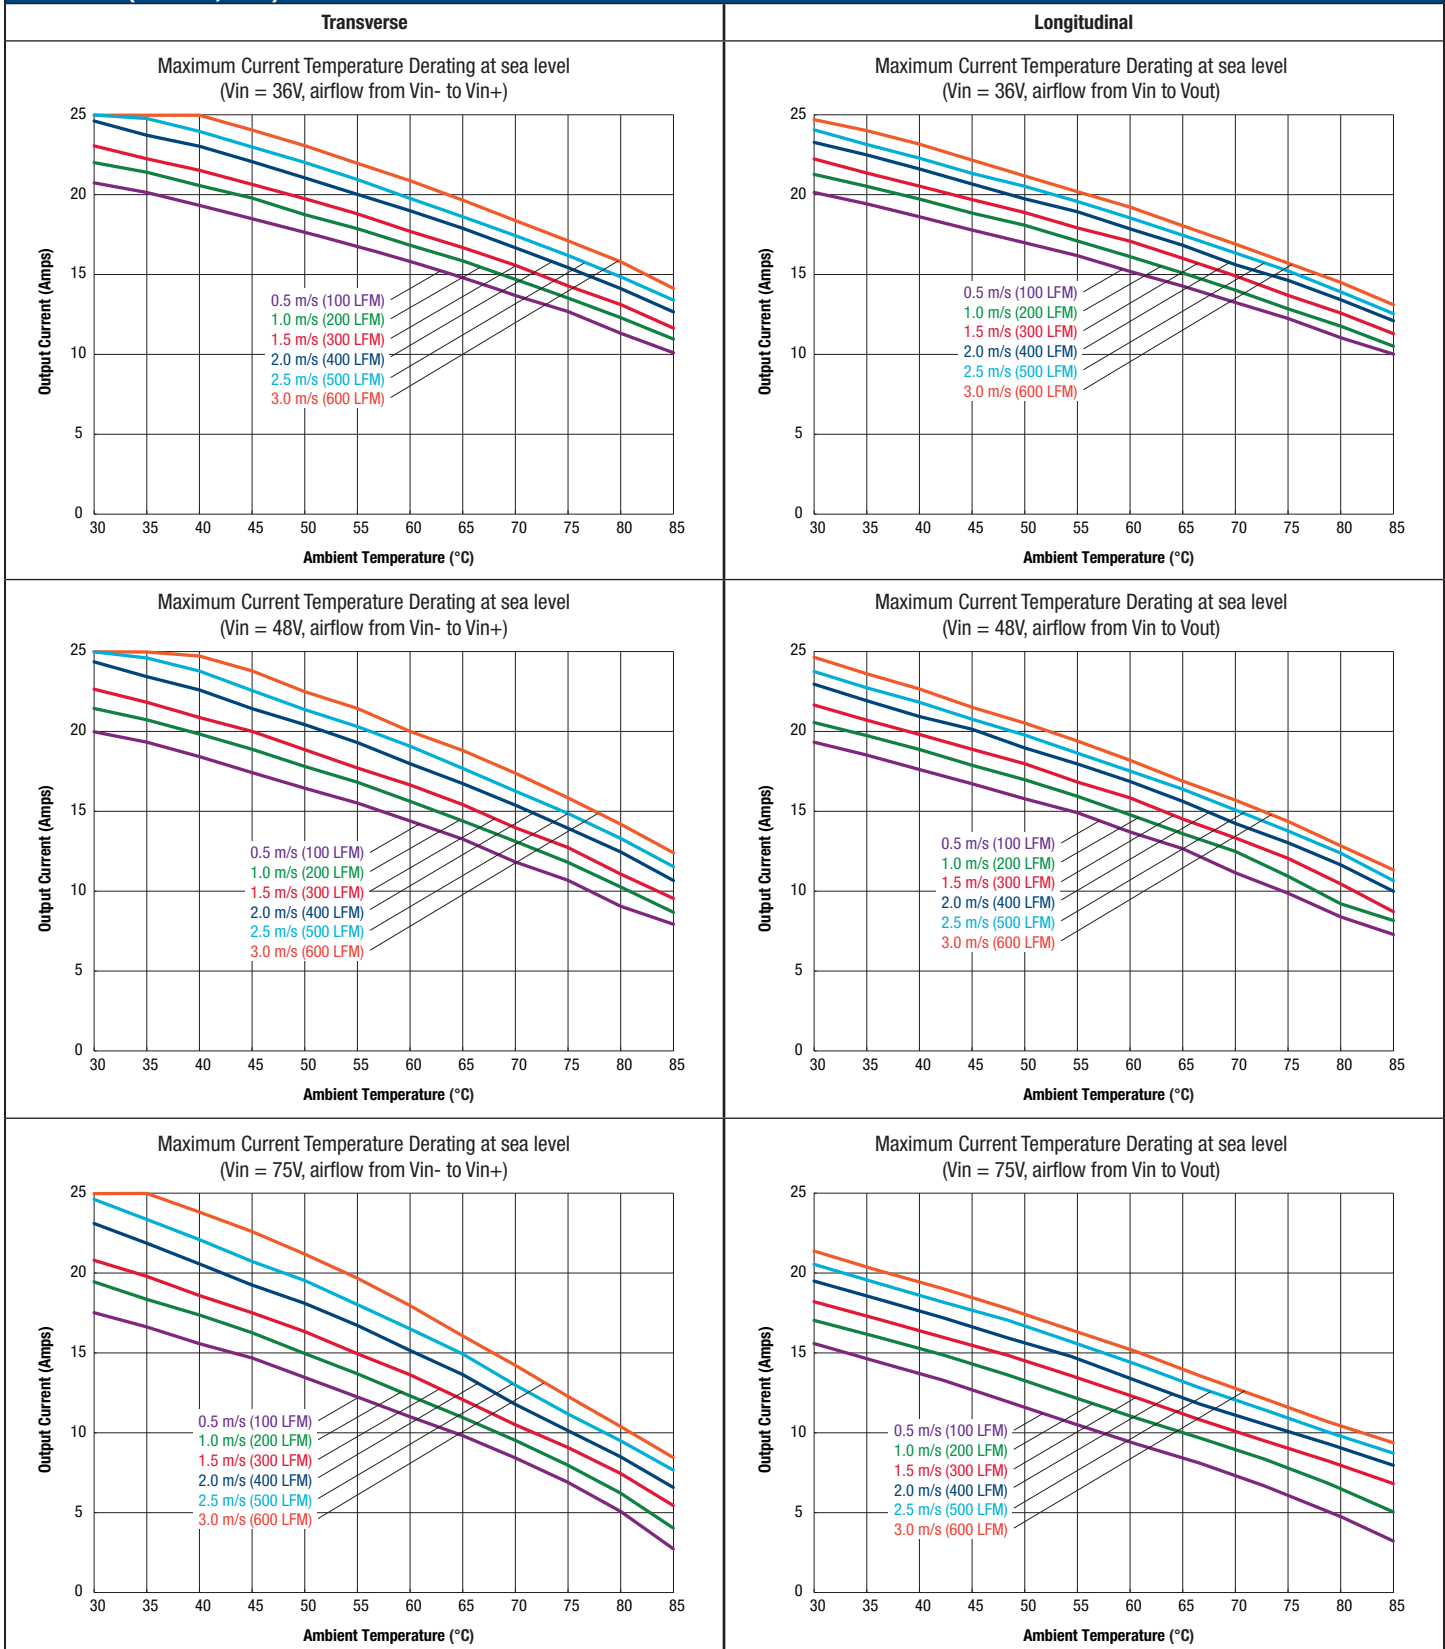 Transverse
Longitudinal
Maximum Current Temperature Derating at sea level
(Vin = 36V, airflow from Vin- to Vin+)
25
20
15
10
5
0
Output Current (Amps)
0.5 m/s (100 LFM)
1.0 m/s (200 LFM)
1.5 m/s (300 LFM)
2.0 m/s (400 LFM)
2.5 m/s (500 LFM)
3.0 m/s (600 LFM)
30 35 40 45 50 55 60 65 70 75 80 85
Ambient Temperature (°C)
Maximum Current Temperature Derating at sea level
(Vin = 36V, airflow from Vin to Vout)
25
20
15
10
5
0
Output Current (Amps)
0.5 m/s (100 LFM)
1.0 m/s (200 LFM)
1.5 m/s (300 LFM)
2.0 m/s (400 LFM)
2.5 m/s (500 LFM)
3.0 m/s (600 LFM)
30 35 40 45 50 55 60 65 70 75 80 85
Ambient Temperature (°C)
Maximum Current Temperature Derating at sea level
(Vin = 48V, airflow from Vin- to Vin+)
25
20
15
10
5
0
Output Current (Amps)
0.5 m/s (100 LFM)
1.0 m/s (200 LFM)
1.5 m/s (300 LFM)
2.0 m/s (400 LFM)
2.5 m/s (500 LFM)
3.0 m/s (600 LFM)
30 35 40 45 50 55 60 65 70 75 80 85
Ambient Temperature (°C)
Maximum Current Temperature Derating at sea level
(Vin = 48V, airflow from Vin to Vout)
25
20
15
10
5
0
Output Current (Amps)
0.5 m/s (100 LFM)
1.0 m/s (200 LFM)
1.5 m/s (300 LFM)
2.0 m/s (400 LFM)
2.5 m/s (500 LFM)
3.0 m/s (600 LFM)
30 35 40 45 50 55 60 65 70 75 80 85
Ambient Temperature (°C)
Maximum Current Temperature Derating at sea level
(Vin = 75V, airflow from Vin- to Vin+)
25
20
15
10
5
0
Output Current (Amps)
0.5 m/s (100 LFM)
1.0 m/s (200 LFM)
1.5 m/s (300 LFM)
2.0 m/s (400 LFM)
2.5 m/s (500 LFM)
3.0 m/s (600 LFM)
30 35 40 45 50 55 60 65 70 75 80 85
Ambient Temperature (°C)
Maximum Current Temperature Derating at sea level
(Vin = 75V, airflow from Vin to Vout)
25
20
15
10
5
0
Output Current (Amps)
0.5 m/s (100 LFM)
1.0 m/s (200 LFM)
1.5 m/s (300 LFM)
2.0 m/s (400 LFM)
2.5 m/s (500 LFM)
3.0 m/s (600 LFM)
30 35 40 45 50 55 60 65 70 75 80 85
Ambient Temperature (°C)